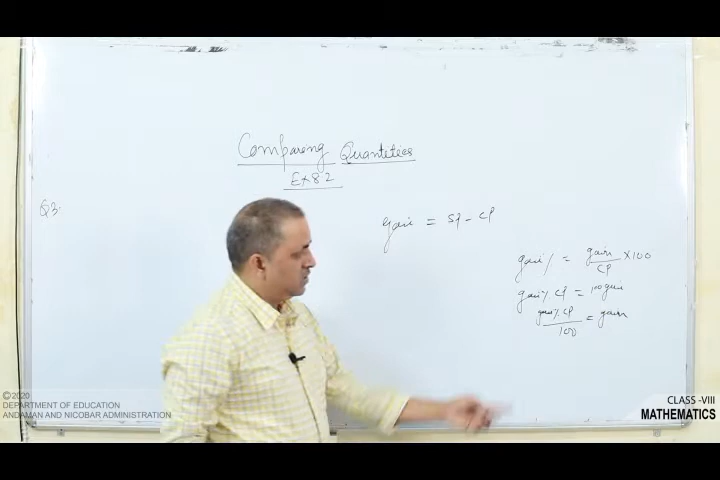 Comparing Quantities
Ex 8.2
Q3.
gain = SP - CP
gain % = gain/CP × 100
gain % CP = 100 gain
gain % CP/100 = gain
©2020
DEPARTMENT OF EDUCATION
ANDAMAN AND NICOBAR ADMINISTRATION
CLASS -VIII
MATHEMATICS